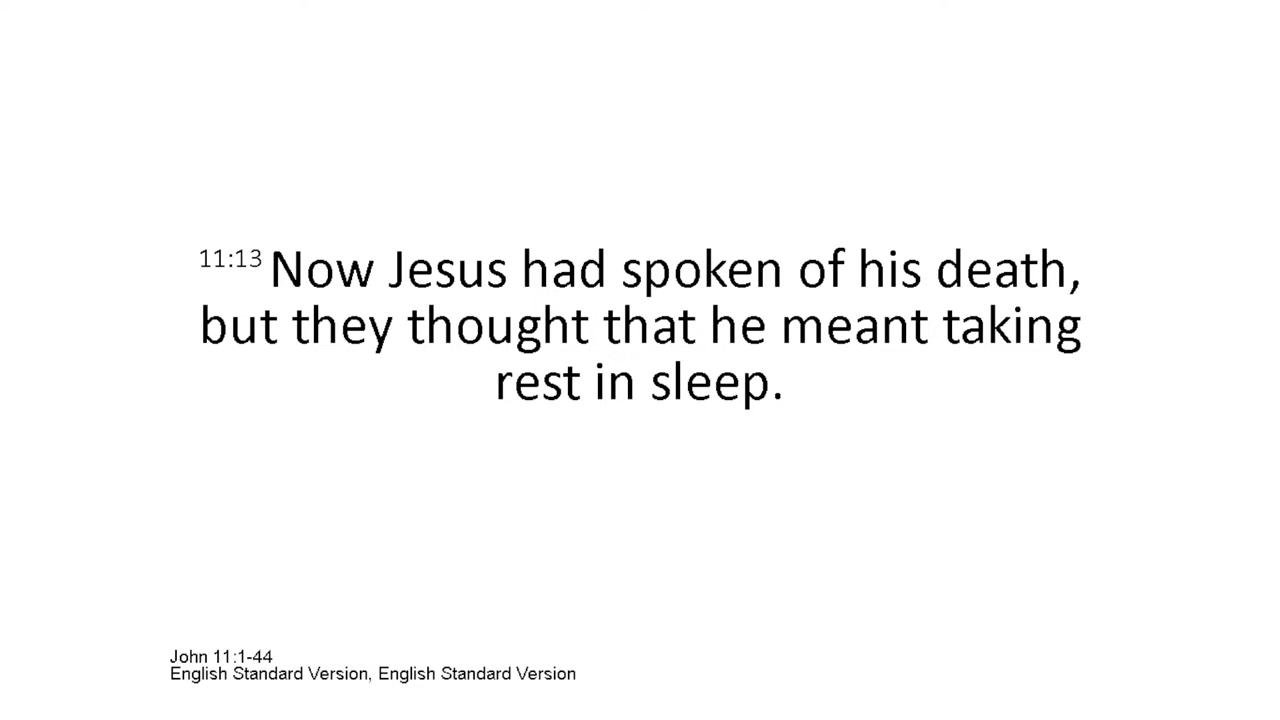 11:13 Now Jesus had spoken of his death,
but they thought that he meant taking
rest in sleep.
John 11:1-44
English Standard Version, English Standard Version